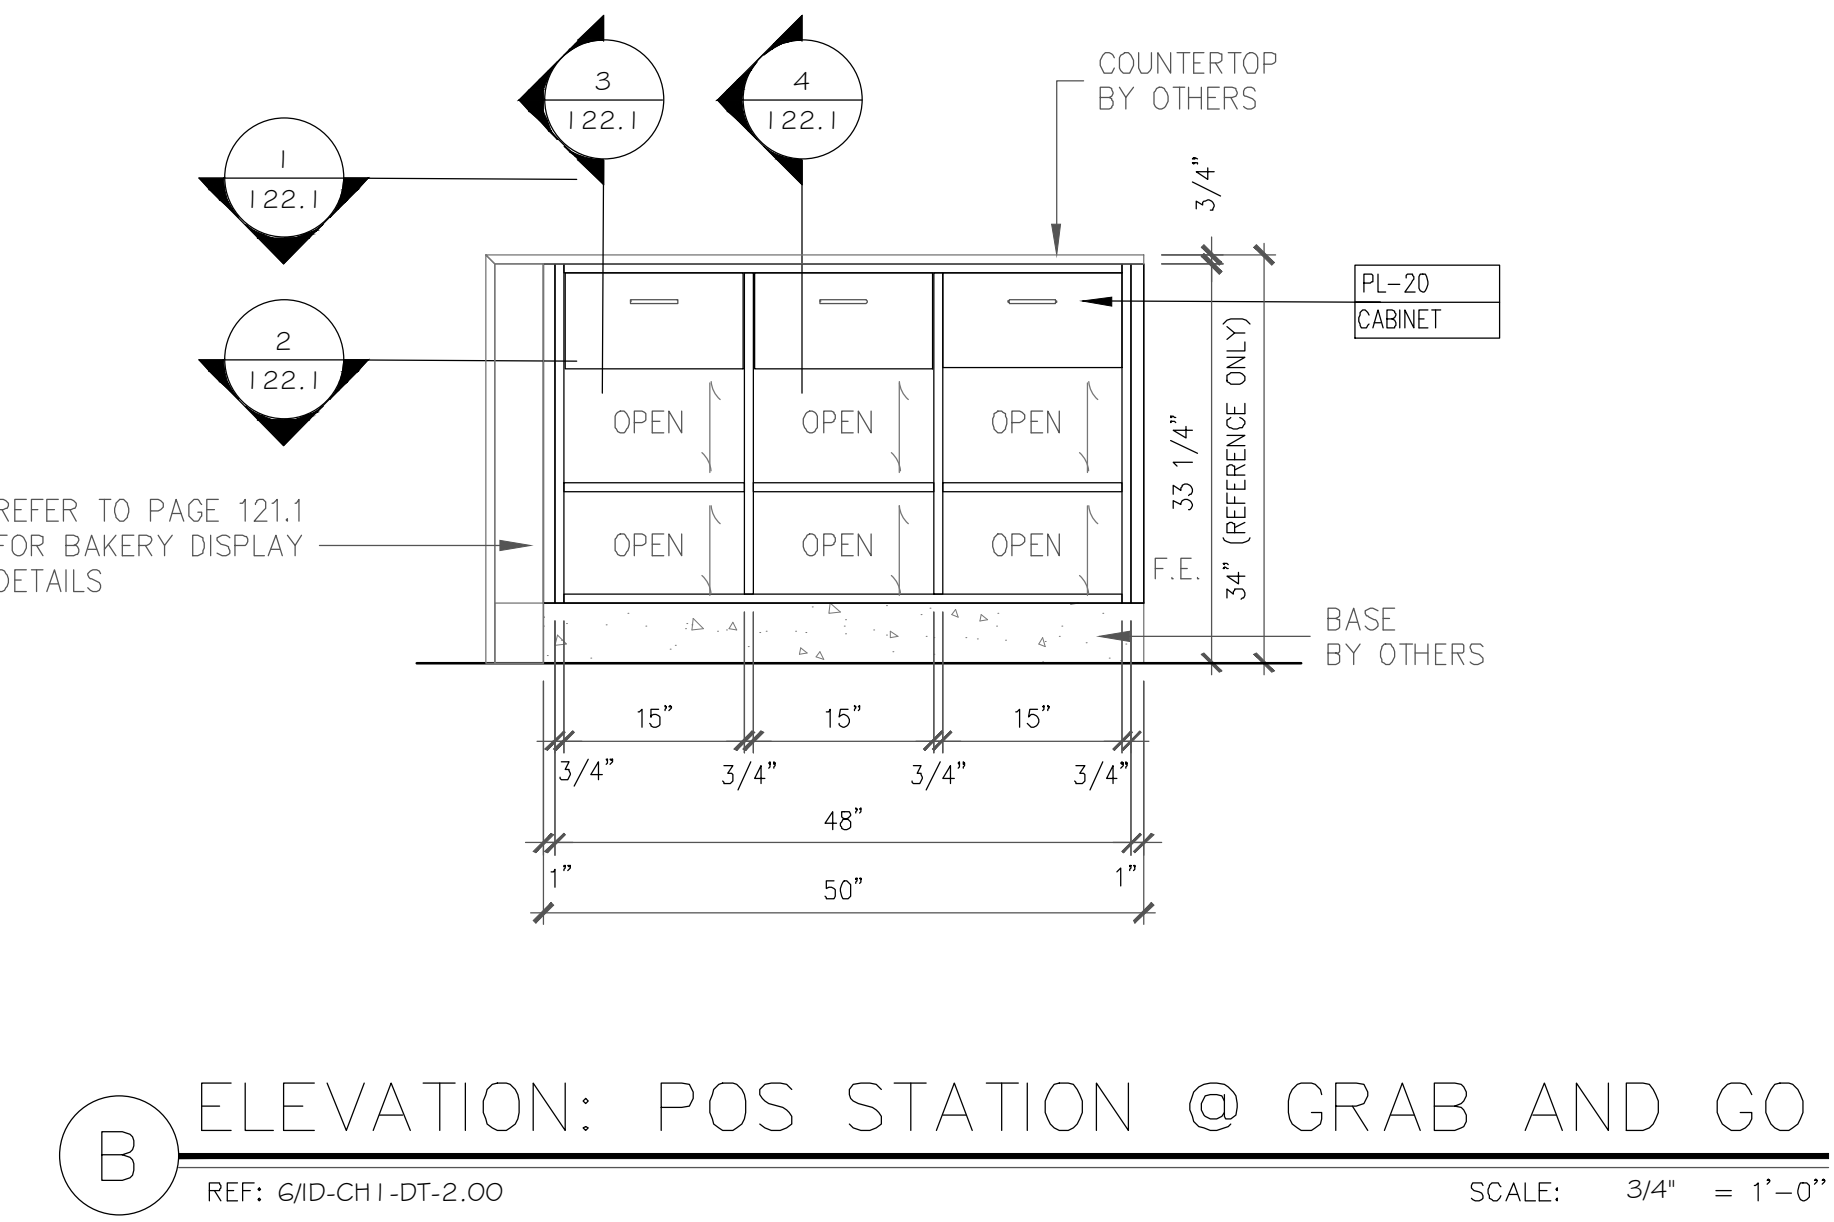 3
122.1
4
122.1
COUNTERTOP
BY OTHERS
1
122.1
3/4"
PL-20
CABINET
2
122.1
OPEN
OPEN
OPEN
33 1/4"
34" (REFERENCE ONLY)
REFER TO PAGE 121.1
FOR BAKERY DISPLAY
DETAILS
OPEN
OPEN
OPEN
F.E.
BASE
BY OTHERS
15"
15"
15"
3/4"
3/4"
3/4"
3/4"
48"
1"
1"
50"
B
ELEVATION: POS STATION @ GRAB AND GO
REF: 6/ID-CH1-DT-2.00
SCALE: 3/4" = 1'-0"